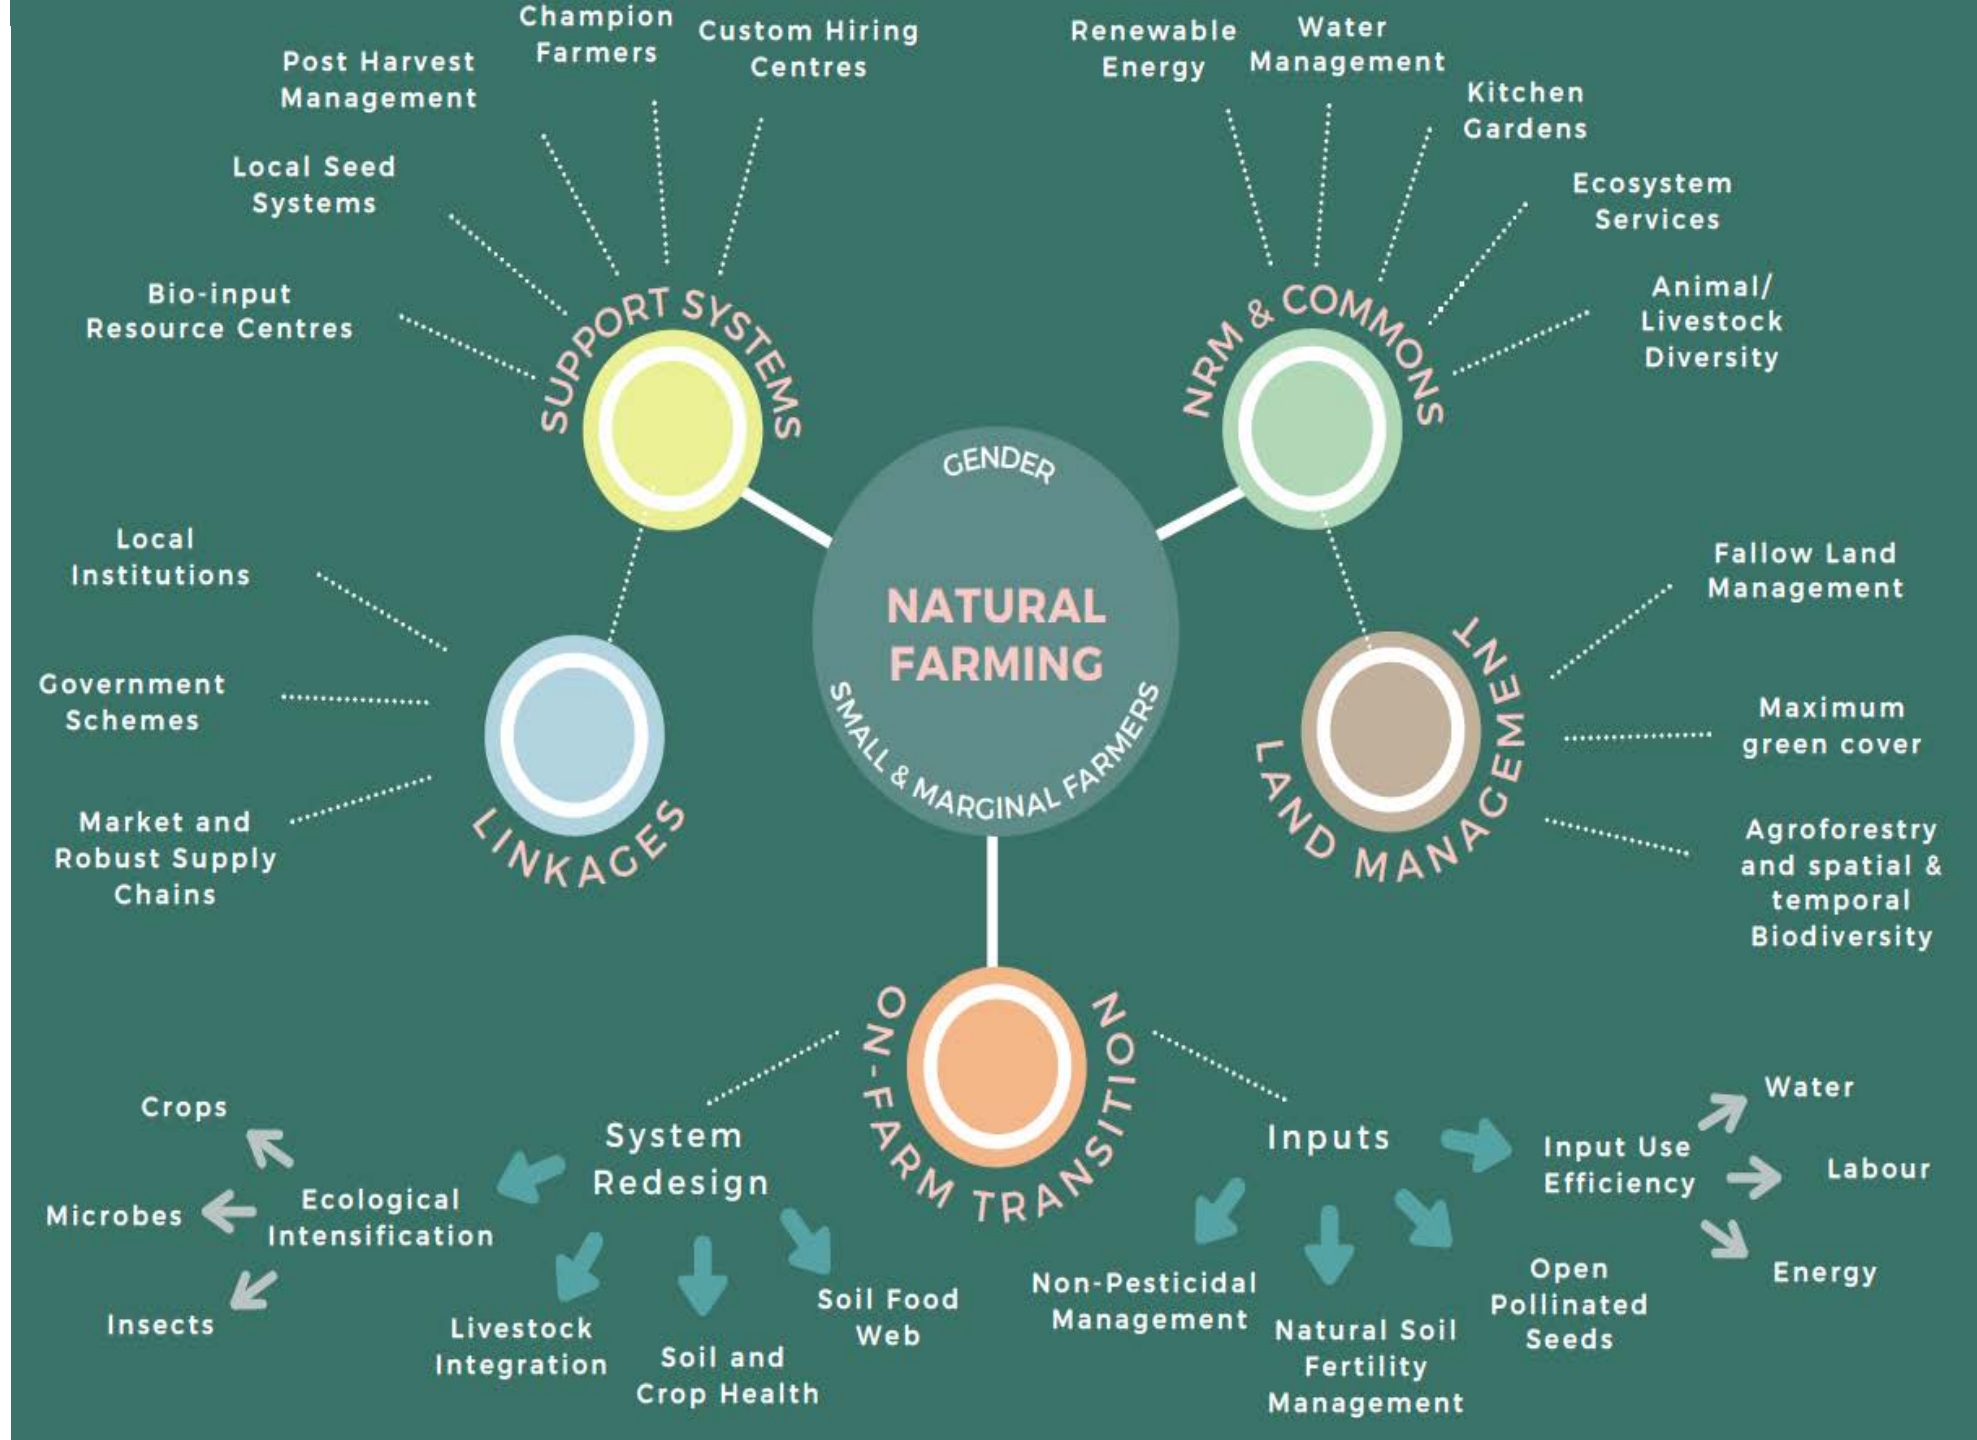 Champion
Farmers
Custom Hiring
Centres
Post Harvest
Management
Local Seed
Systems
Bio-input
Resource Centres
SUPPORT SYSTEMS
Renewable
Energy
Water
Management
Kitchen
Gardens
Ecosystem
Services
Animal/
Livestock
Diversity
NRM & COMMONS
GENDER
NATURAL
FARMING
SMALL & MARGINAL FARMERS
Local
Institutions
Government
Schemes
Market and
Robust Supply
Chains
LINKAGES
Fallow Land
Management
Maximum
green cover
Agroforestry
and spatial &
temporal
Biodiversity
LAND MANAGEMENT
ON-FARM TRANSITION
System
Redesign
Crops
Microbes
Insects
Ecological
Intensification
Livestock
Integration
Soil and
Crop Health
Soil Food
Web
Inputs
Non-Pesticidal
Management
Natural Soil
Fertility
Management
Open
Pollinated
Seeds
Input Use
Efficiency
Water
Labour
Energy